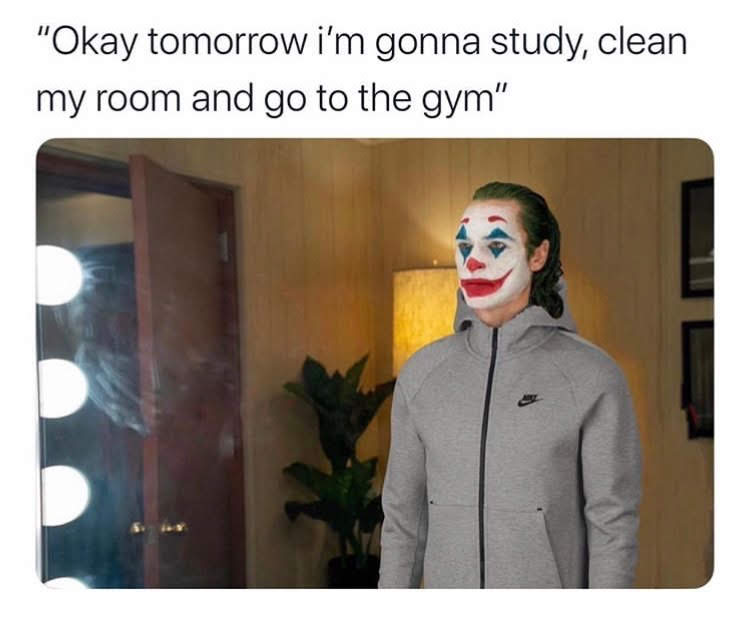 “Okay tomorrow i’m gonna study, clean
my room and go to the gym”